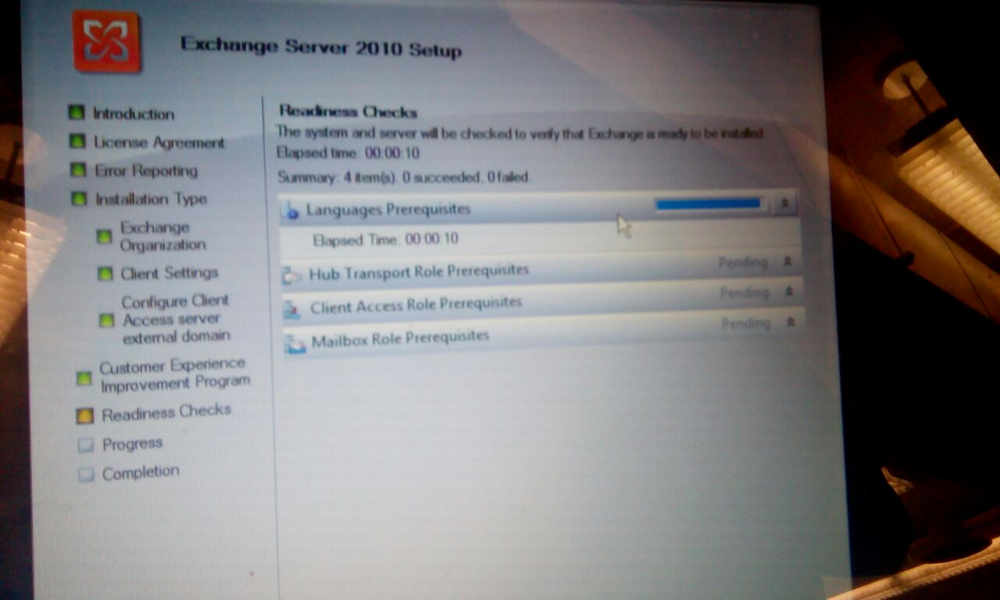 Exchange Server 2010 Setup
Introduction
License Agreement
Error Reporting
Installation Type
Exchange
Organization
Client Settings
Configure Client
Access server
external domain
Customer Experience
Improvement Program
Readiness Checks
Progress
Completion
Readiness Checks
The system and server will be checked to verify that Exchange is ready to be installed.
Elapsed time: 00:00:10
Summary: 4 item(s). 0 succeeded, 0 failed.
Languages Prerequisites
Elapsed Time: 00:00:10
Hub Transport Role Prerequisites Pending
Client Access Role Prerequisites Pending
Mailbox Role Prerequisites Pending